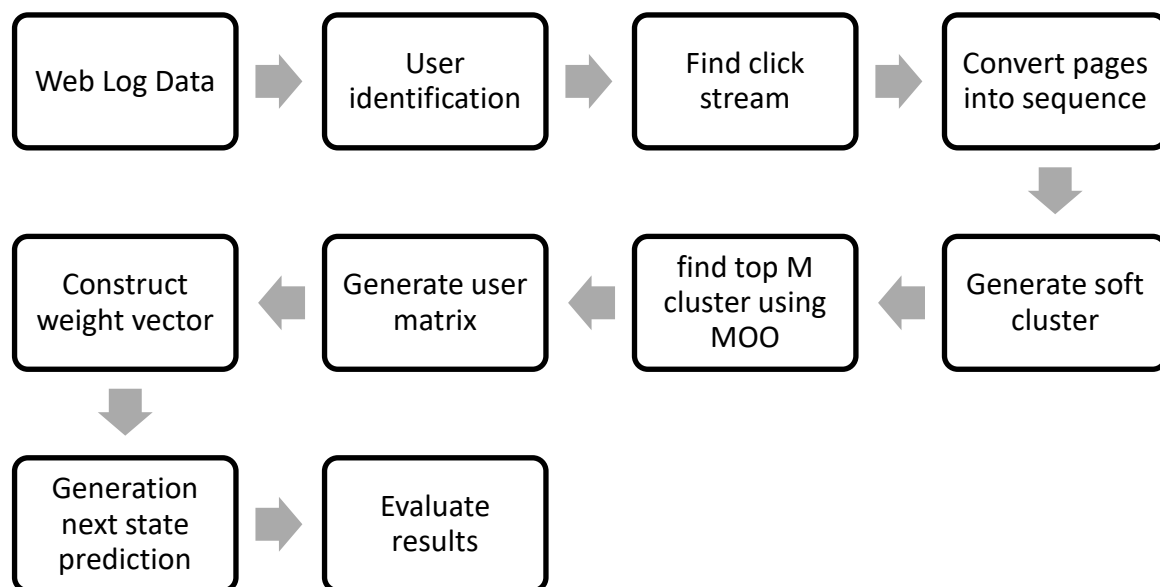 Web Log Data
User
identification
Find click
stream
Convert pages
into sequence
Generate soft
cluster
find top M
cluster using
MOO
Generate user
matrix
Construct
weight vector
Generation
next state
prediction
Evaluate
results